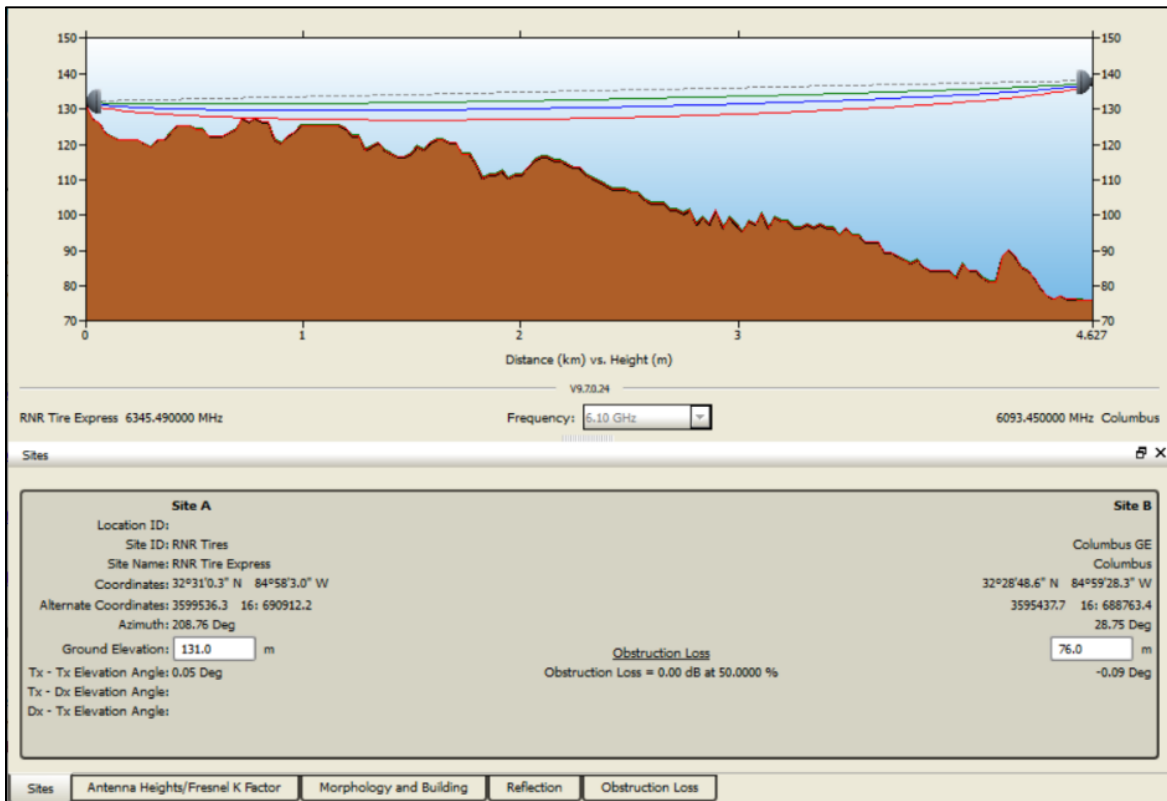 150 150
140 140
130 130
120 120
110 110
100 100
90 90
80 80
70 70
0 1 2 3 4.627
Distance (km) vs. Height (m)
V9.7.0.24
RNR Tire Express 6345.490000 MHz Frequency: 6.10 GHz 6093.450000 MHz Columbus
Sites
Site A Site B
Location ID:
Site ID: RNR Tires Columbus GE
Site Name: RNR Tire Express Columbus
Coordinates: 32°31'0.3" N 84°58'3.0" W 32°28'48.6" N 84°59'28.3" W
Alternate Coordinates: 3599536.3 16: 690912.2 3595437.7 16: 688763.4
Azimuth: 208.76 Deg 28.75 Deg
Ground Elevation: 131.0 m Obstruction Loss 76.0 m
Tx - Tx Elevation Angle: 0.05 Deg Obstruction Loss = 0.00 dB at 50.0000 % -0.09 Deg
Tx - Dx Elevation Angle:
Dx - Tx Elevation Angle:
Sites Antenna Heights/Fresnel K Factor Morphology and Building Reflection Obstruction Loss